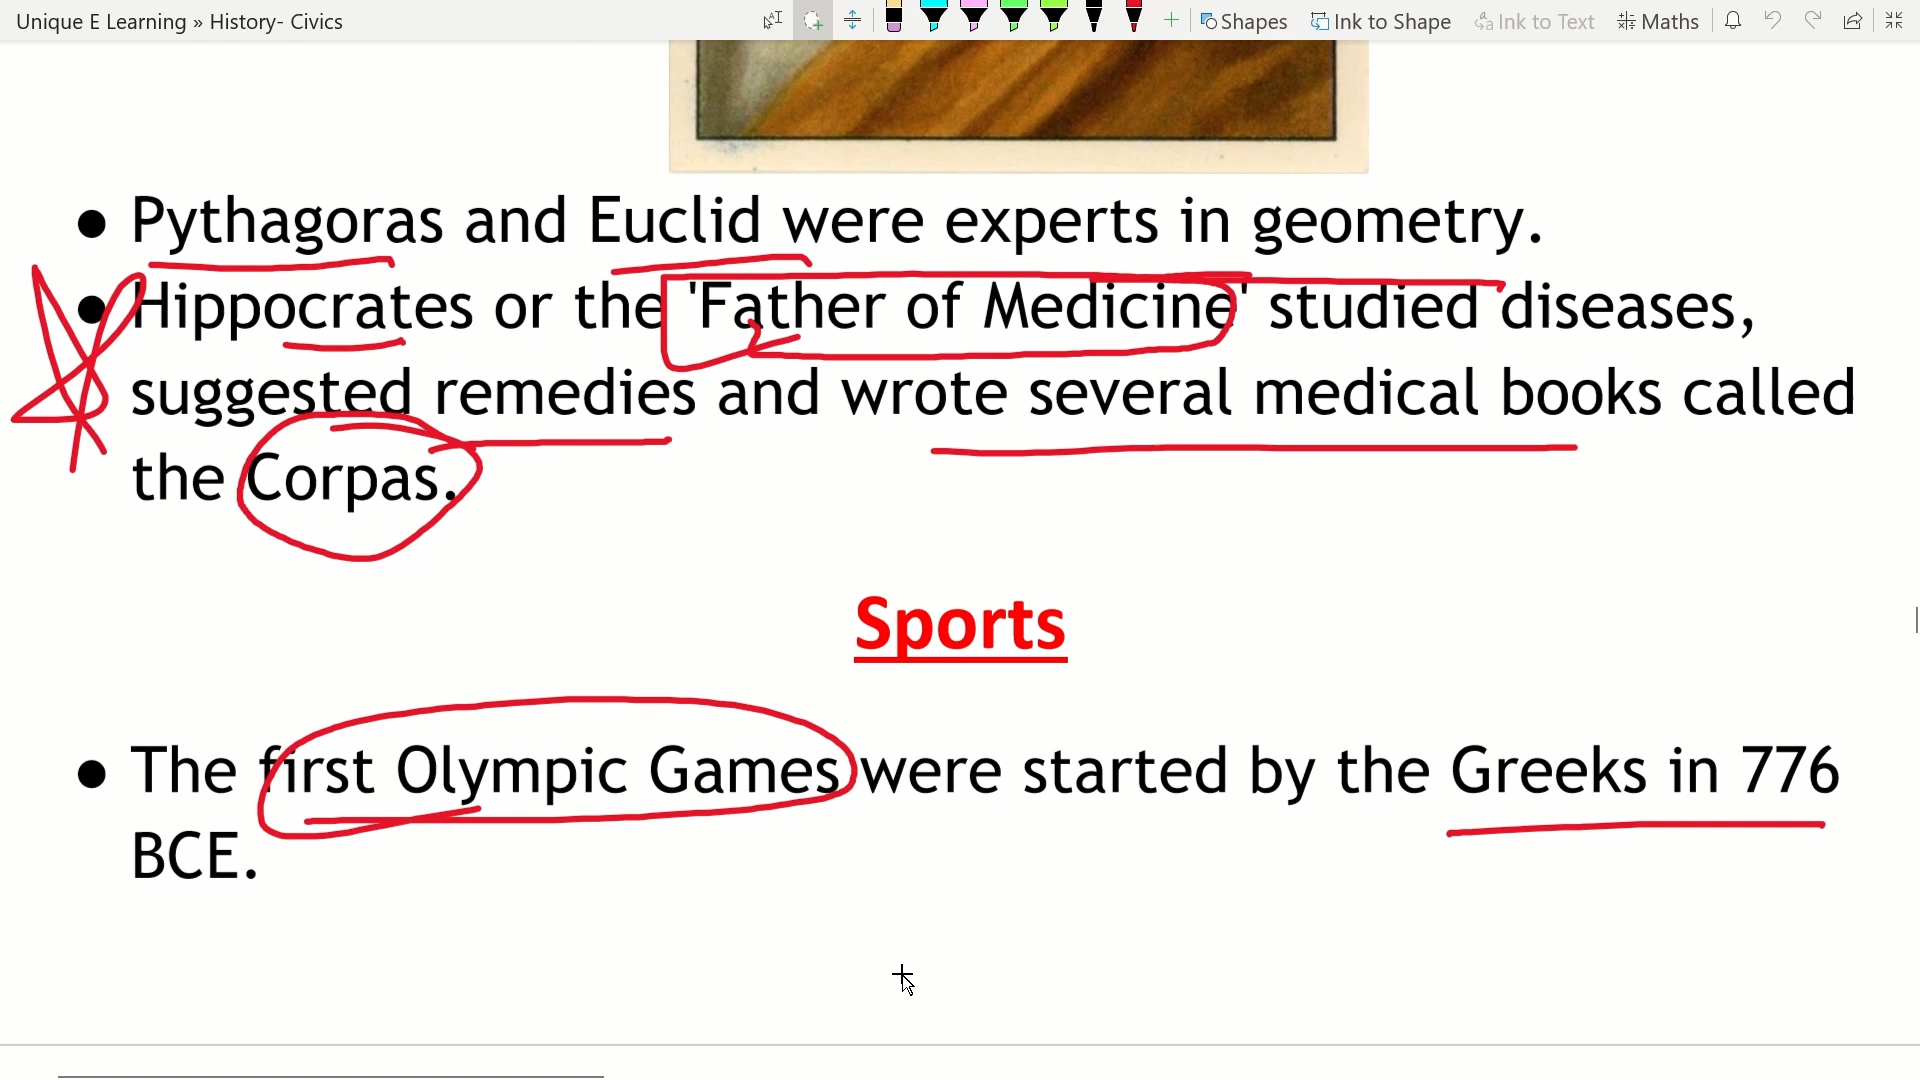 Unique E Learning » History- Civics
Shapes Ink to Shape Ink to Text Maths
● Pythagoras and Euclid were experts in geometry.
● Hippocrates or the 'Father of Medicine' studied diseases,
suggested remedies and wrote several medical books called
the Corpas.
Sports
● The first Olympic Games were started by the Greeks in 776
BCE.